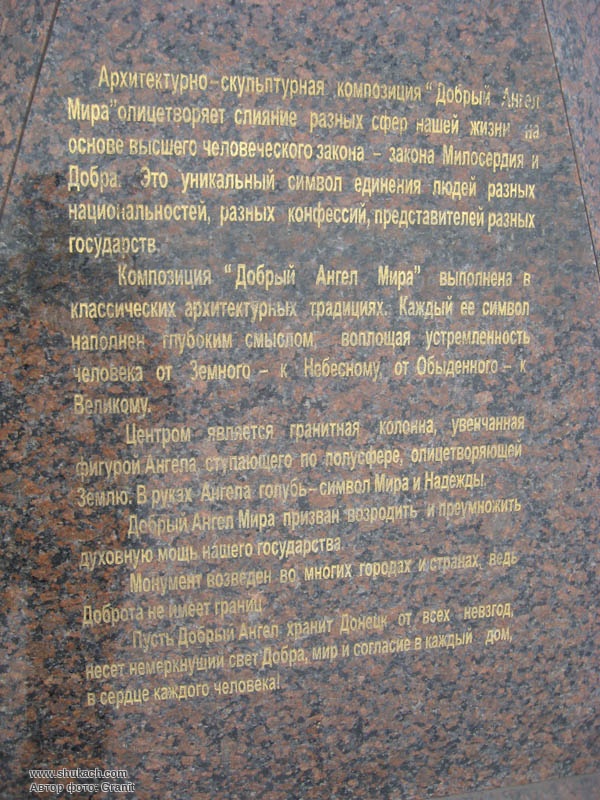 Архитектурно-скульптурная композиция "Добрый Ангел
Мира" олицетворяет слияние разных сфер нашей жизни на
основе высшего человеческого закона – закона Милосердия и
Добра. Это уникальный символ единения людей разных
национальностей, разных конфессий, представителей разных
государств.
Композиция "Добрый Ангел Мира" выполнена в
классических архитектурных традициях. Каждый ее символ
наполнен глубоким смыслом, воплощая устремленность
человека от Земного – к Небесному, от Обыденного – к
Великому.
Центром является гранитная колонна, увенчанная
фигурой Ангела, ступающего по полусфере, олицетворяющей
Землю. В руках Ангела голубь – символ Мира и Надежды.
Добрый Ангел Мира призван возродить и преумножить
духовную мощь нашего государства.
Монумент возведен во многих городах и странах, ведь
Доброта не имеет границ.
Пусть Добрый Ангел хранит Донецк от всех невзгод,
несет немеркнущий свет Добра, мир и согласие в каждый дом,
в сердце каждого человека!
www.shukach.com
Автор фото: Granit